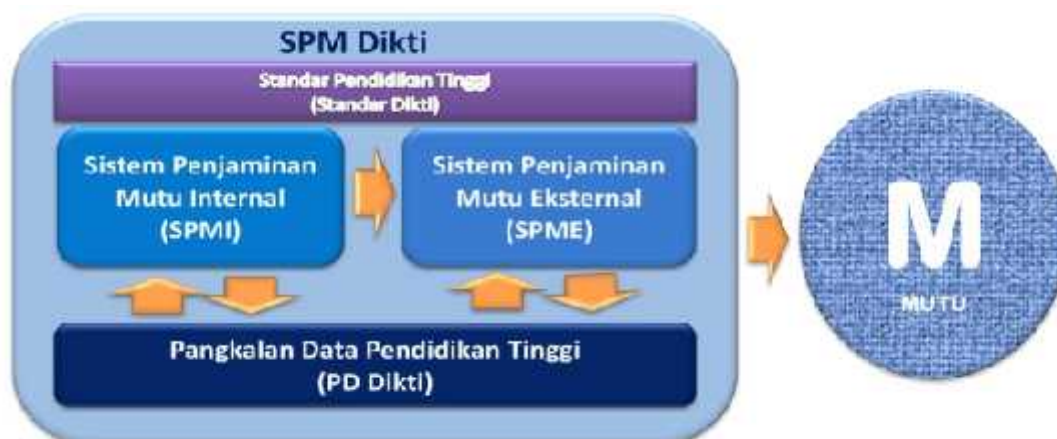 SPM Dikti
Standar Pendidikan Tinggi
(Standar Dikti)
Sistem Penjaminan
Mutu Internal
(SPMI)
Sistem Penjaminan
Mutu Eksternal
(SPME)
Pangkalan Data Pendidikan Tinggi
(PD Dikti)
M
MUTU